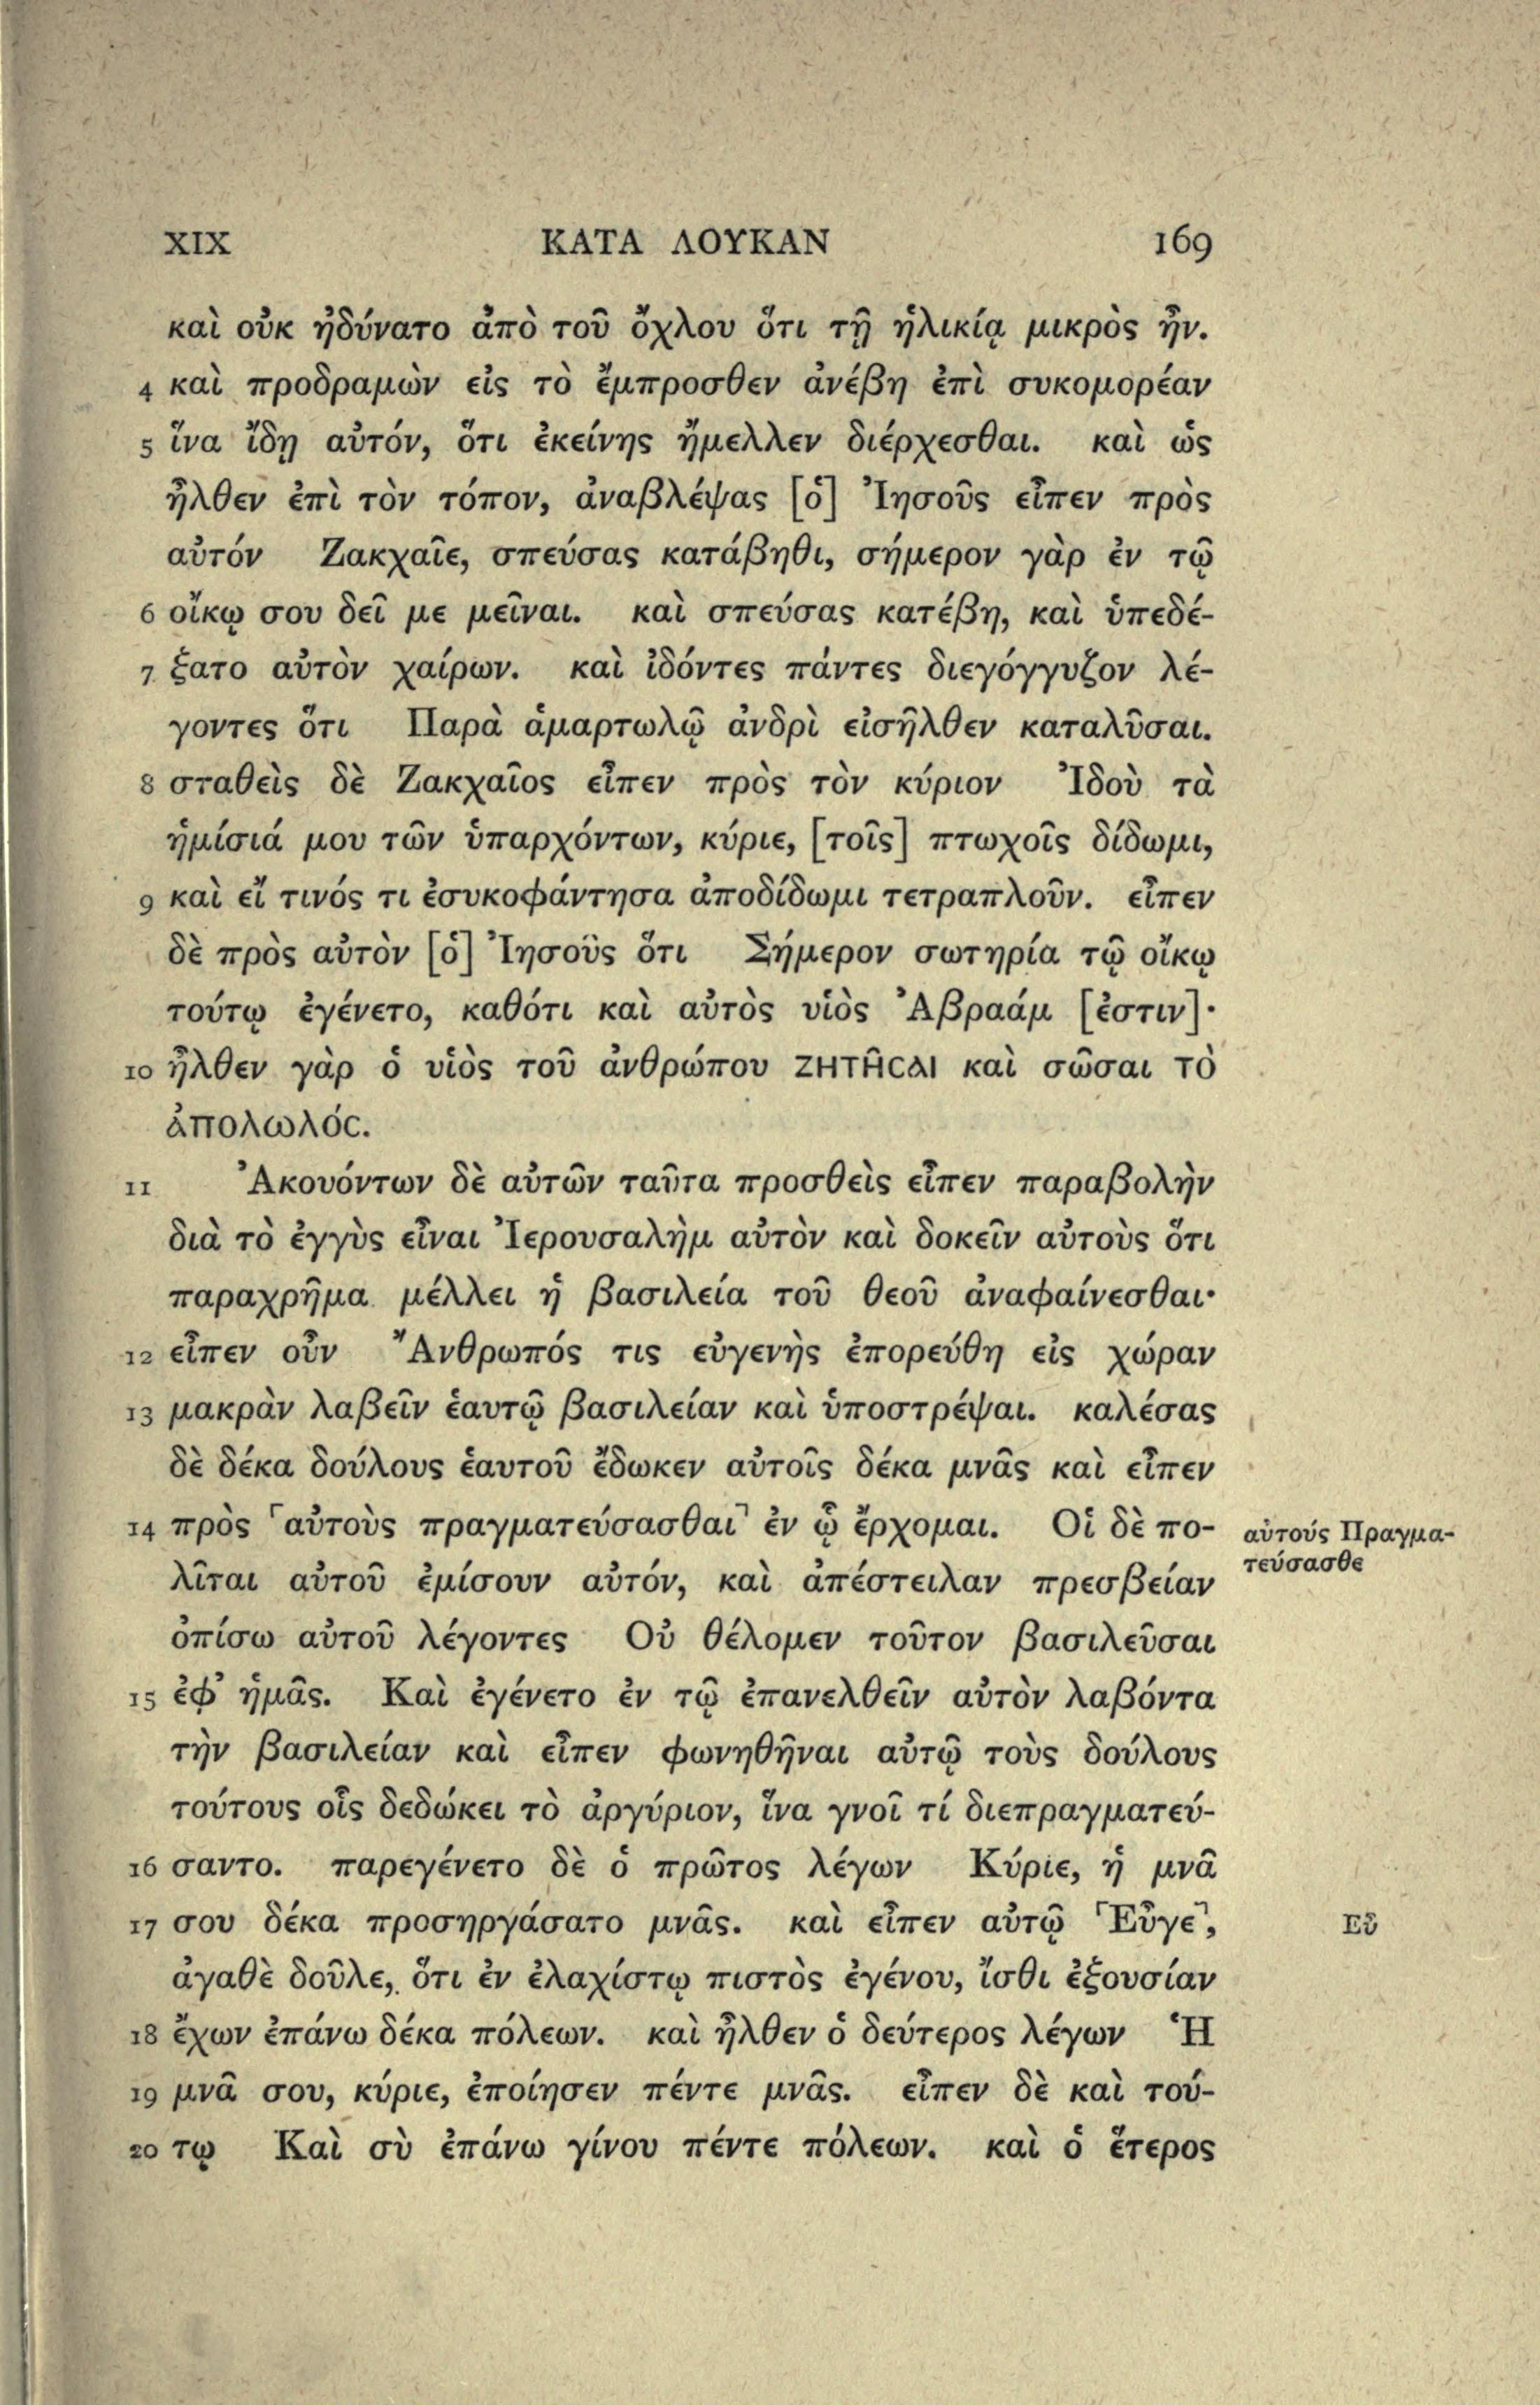 XIX ΚΑΤΑ ΛΟΥΚΑΝ 169
καὶ οὐκ ἠδύνατο ἀπὸ τοῦ ὄχλου ὅτι τῇ ἡλικίᾳ μικρὸς ἦν.
4 καὶ προδραμὼν εἰς τὸ ἔμπροσθεν ἀνέβη ἐπὶ συκομορέαν
5 ἵνα ἴδῃ αὐτόν, ὅτι ἐκείνης ἤμελλεν διέρχεσθαι. καὶ ὡς
ἦλθεν ἐπὶ τὸν τόπον, ἀναβλέψας [ὁ] Ἰησοῦς εἶπεν πρὸς
αὐτόν Ζακχαῖε, σπεύσας κατάβηθι, σήμερον γὰρ ἐν τῷ
6 οἴκῳ σου δεῖ με μεῖναι. καὶ σπεύσας κατέβη, καὶ ὑπεδέ-
7 ξατο αὐτὸν χαίρων. καὶ ἰδόντες πάντες διεγόγγυζον λέ-
γοντες ὅτι Παρὰ ἁμαρτωλῷ ἀνδρὶ εἰσῆλθεν καταλῦσαι.
8 σταθεὶς δὲ Ζακχαῖος εἶπεν πρὸς τὸν κύριον Ἰδοὺ τὰ
ἡμίσιά μου τῶν ὑπαρχόντων, κύριε, [τοῖς] πτωχοῖς δίδωμι,
9 καὶ εἴ τινός τι ἐσυκοφάντησα ἀποδίδωμι τετραπλοῦν. εἶπεν
δὲ πρὸς αὐτὸν [ὁ] Ἰησοῦς ὅτι Σήμερον σωτηρία τῷ οἴκῳ
τούτῳ ἐγένετο, καθότι καὶ αὐτὸς υἱὸς Ἀβραάμ [ἐστιν]·
10 ἦλθεν γὰρ ὁ υἱὸς τοῦ ἀνθρώπου ΖΗΤΗ͂ϹΑΙ καὶ σῶσαι τὸ
ἀπολωλόϲ.
11 Ἀκουόντων δὲ αὐτῶν ταῦτα προσθεὶς εἶπεν παραβολὴν
διὰ τὸ ἐγγὺς εἶναι Ἰερουσαλὴμ αὐτὸν καὶ δοκεῖν αὐτοὺς ὅτι
παραχρῆμα μέλλει ἡ βασιλεία τοῦ θεοῦ ἀναφαίνεσθαι·
12 εἶπεν οὖν Ἄνθρωπός τις εὐγενὴς ἐπορεύθη εἰς χώραν
13 μακρὰν λαβεῖν ἑαυτῷ βασιλείαν καὶ ὑποστρέψαι. καλέσας
δὲ δέκα δούλους ἑαυτοῦ ἔδωκεν αὐτοῖς δέκα μνᾶς καὶ εἶπεν
14 πρὸς ⌜αὐτοὺς πραγματεύσασθαι⌝ ἐν ᾧ ἔρχομαι. Οἱ δὲ πο-
λῖται αὐτοῦ ἐμίσουν αὐτόν, καὶ ἀπέστειλαν πρεσβείαν
ὀπίσω αὐτοῦ λέγοντες Οὐ θέλομεν τοῦτον βασιλεῦσαι
15 ἐφ' ἡμᾶς. Καὶ ἐγένετο ἐν τῷ ἐπανελθεῖν αὐτὸν λαβόντα
τὴν βασιλείαν καὶ εἶπεν φωνηθῆναι αὐτῷ τοὺς δούλους
τούτους οἷς δεδώκει τὸ ἀργύριον, ἵνα γνοῖ τί διεπραγματεύ-
16 σαντο. παρεγένετο δὲ ὁ πρῶτος λέγων Κύριε, ἡ μνᾶ
17 σου δέκα προσηργάσατο μνᾶς. καὶ εἶπεν αὐτῷ ⌜Εὖγε⌝,
ἀγαθὲ δοῦλε, ὅτι ἐν ἐλαχίστῳ πιστὸς ἐγένου, ἴσθι ἐξουσίαν
18 ἔχων ἐπάνω δέκα πόλεων. καὶ ἦλθεν ὁ δεύτερος λέγων Ἡ
19 μνᾶ σου, κύριε, ἐποίησεν πέντε μνᾶς. εἶπεν δὲ καὶ τού-
20 τῳ Καὶ σὺ ἐπάνω γίνου πέντε πόλεων. καὶ ὁ ἕτερος
αὐτούς Πραγμα-
τεύσασθε
Εὖ